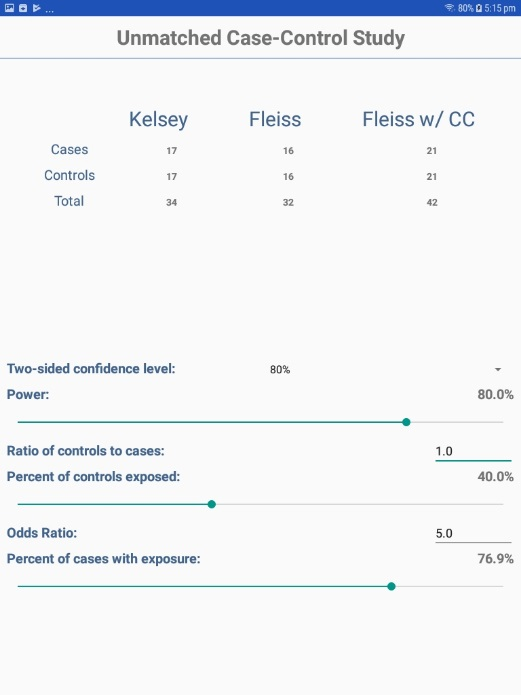 ... 80% 5:15 pm
Unmatched Case-Control Study
Kelsey Fleiss Fleiss w/ CC
Cases 17 16 21
Controls 17 16 21
Total 34 32 42
Two-sided confidence level: 80%
Power: 80.0%
Ratio of controls to cases: 1.0
Percent of controls exposed: 40.0%
Odds Ratio: 5.0
Percent of cases with exposure: 76.9%